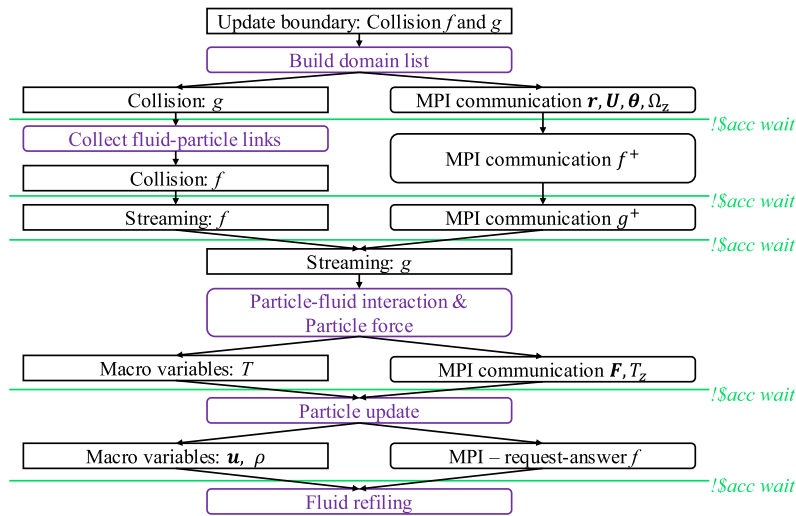 Update boundary: Collision f and g
Build domain list
Collision: g
MPI communication r, U, θ, Ωz
!$acc wait
Collect fluid-particle links
MPI communication f⁺
Collision: f
!$acc wait
Streaming: f
MPI communication g⁺
!$acc wait
Streaming: g
Particle-fluid interaction &
Particle force
Macro variables: T
MPI communication F, Tz
!$acc wait
Particle update
Macro variables: u, ρ
MPI – request-answer f
!$acc wait
Fluid refiling